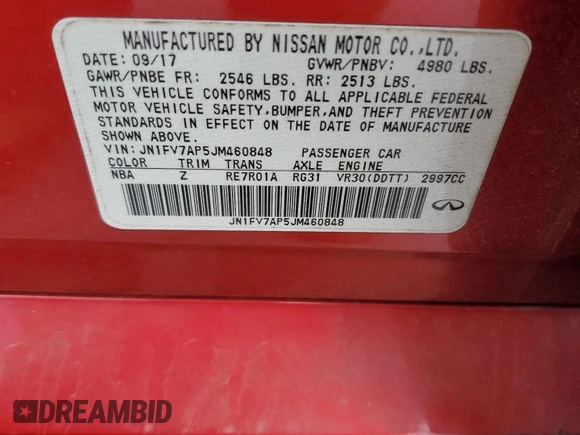 MANUFACTURED BY NISSAN MOTOR CO.,LTD.
DATE: 09/17 GVWR/PNBV: 4980 LBS.
GAWR/PNBE FR: 2546 LBS. RR: 2513 LBS.
THIS VEHICLE CONFORMS TO ALL APPLICABLE FEDERAL
MOTOR VEHICLE SAFETY,BUMPER,AND THEFT PREVENTION
STANDARDS IN EFFECT ON THE DATE OF MANUFACTURE
SHOWN ABOVE.
VIN: JN1FV7AP5JM460848 PASSENGER CAR
COLOR TRIM TRANS AXLE ENGINE
NBA Z RE7R01A RG31 VR30(DDTT) 2997CC
JN1FV7AP5JM460848
DREAMBID